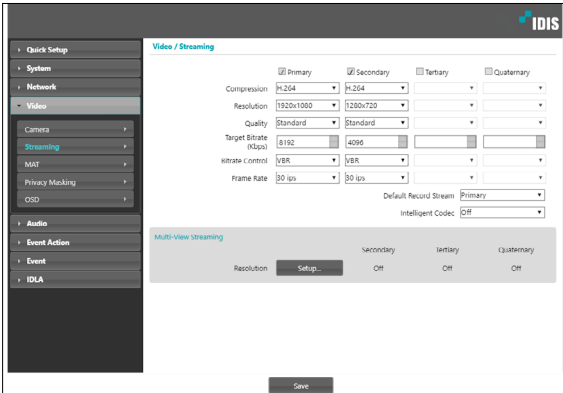 IDIS
Quick Setup
System
Network
Video
Camera
Streaming
MAT
Privacy Masking
OSD
Audio
Event Action
Event
IDLA
Video / Streaming
Primary Secondary Tertiary Quaternary
Compression H.264 H.264
Resolution 1920x1080 1280x720
Quality Standard Standard
Target Bitrate
(Kbps) 8192 4096
Bitrate Control VBR VBR
Frame Rate 30 ips 30 ips
Default Record Stream Primary
Intelligent Codec Off
Multi-View Streaming
Secondary Tertiary Quaternary
Resolution Setup... Off Off Off
Save